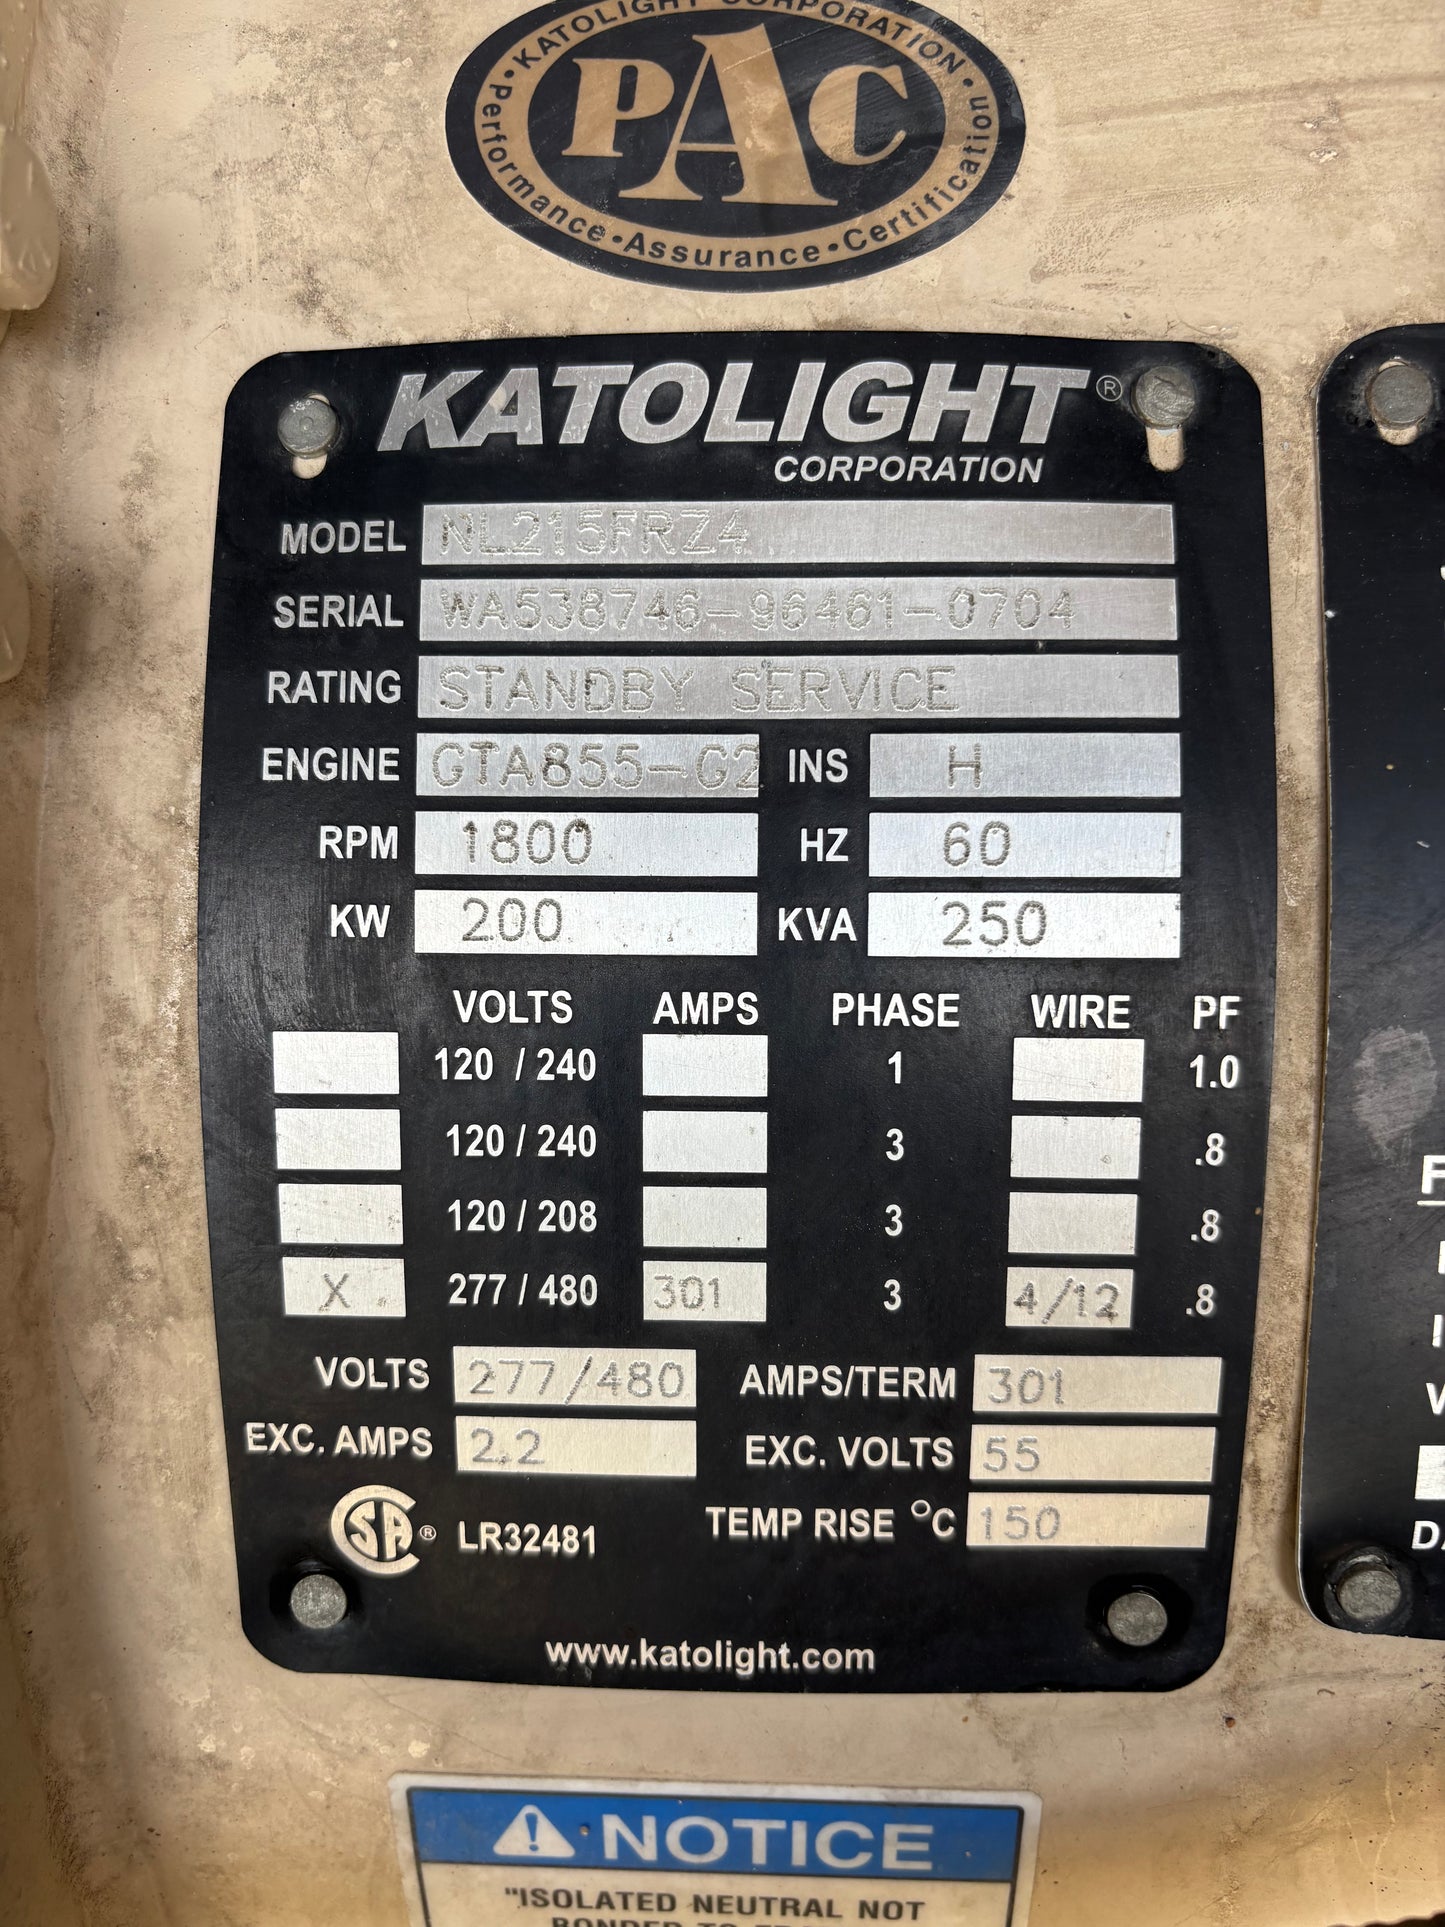 • KATOLIGHT CORPORATION •
PAC
Performance • Assurance • Certification
KATOLIGHT®
CORPORATION
MODEL NL215FRZ4
SERIAL WA538746-96461-0704
RATING STANDBY SERVICE
ENGINE GTA855-G2 INS H
RPM 1800 HZ 60
KW 200 KVA 250
VOLTS AMPS PHASE WIRE PF
120 / 240 1 1.0
120 / 240 3 .8
120 / 208 3 .8
X 277 / 480 301 3 4/12 .8
VOLTS 277/480 AMPS/TERM 301
EXC. AMPS 2.2 EXC. VOLTS 55
CSA® LR32481 TEMP RISE °C 150
www.katolight.com
NOTICE
"ISOLATED NEUTRAL NOT